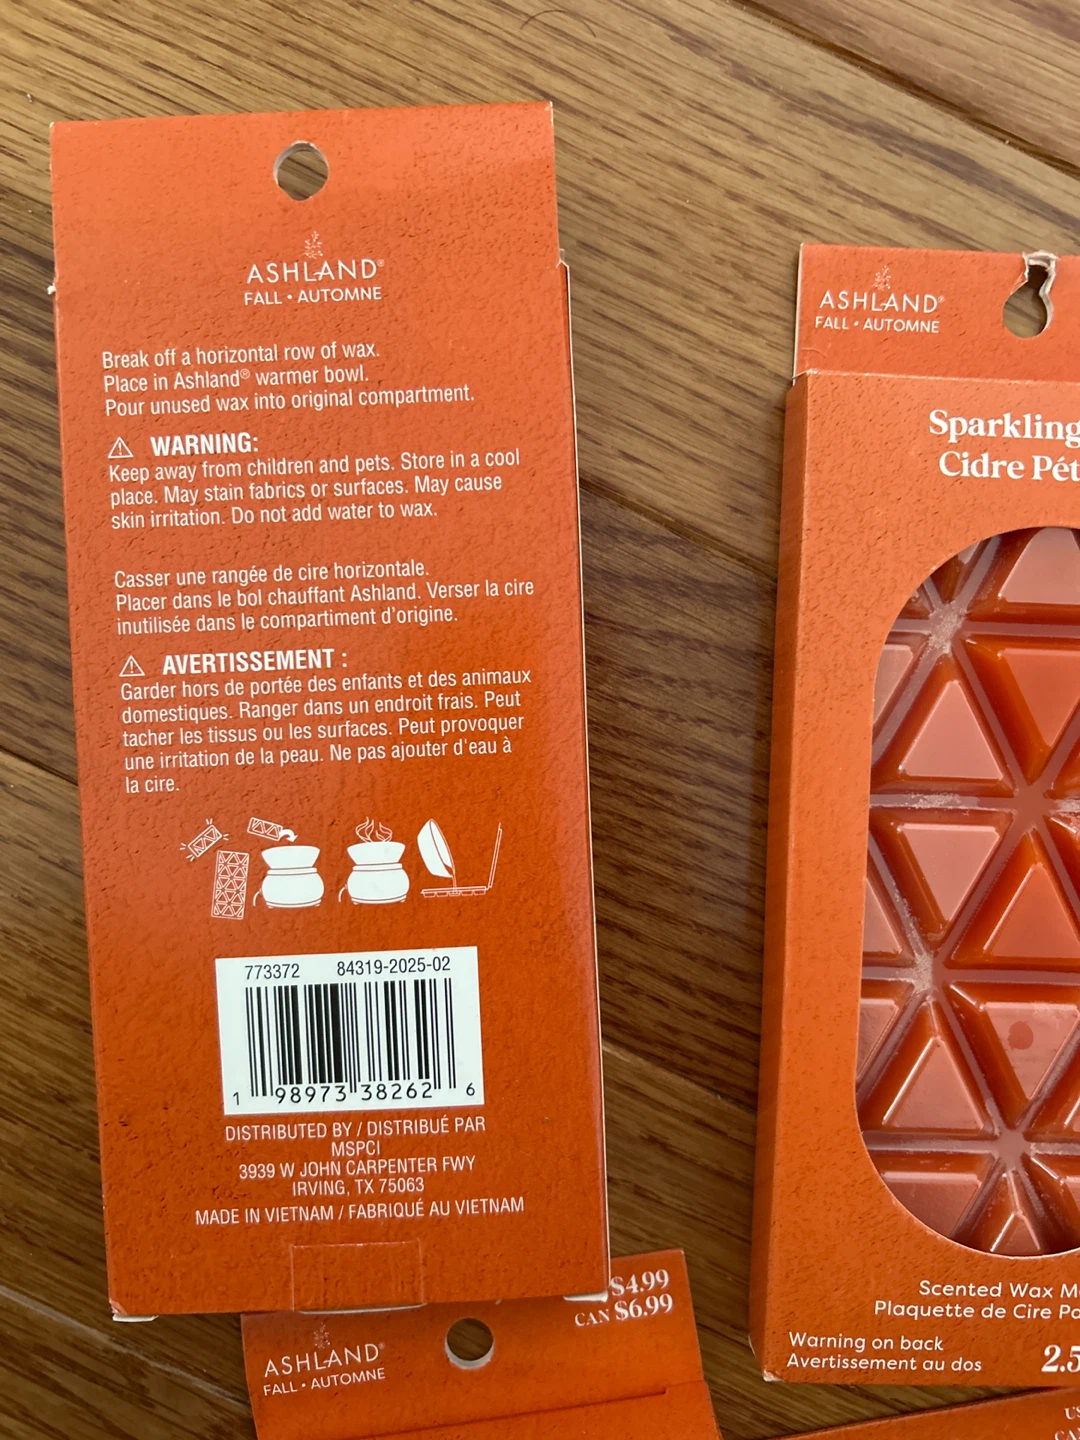 ASHLAND®
FALL • AUTOMNE
Break off a horizontal row of wax.
Place in Ashland® warmer bowl.
Pour unused wax into original compartment.
⚠ WARNING:
Keep away from children and pets. Store in a cool
place. May stain fabrics or surfaces. May cause
skin irritation. Do not add water to wax.
Casser une rangée de cire horizontale.
Placer dans le bol chauffant Ashland. Verser la cire
inutilisée dans le compartiment d'origine.
⚠ AVERTISSEMENT :
Garder hors de portée des enfants et des animaux
domestiques. Ranger dans un endroit frais. Peut
tacher les tissus ou les surfaces. Peut provoquer
une irritation de la peau. Ne pas ajouter d'eau à
la cire.
773372 84319-2025-02
1 98973 38262 6
DISTRIBUTED BY / DISTRIBUÉ PAR
MSPCI
3939 W JOHN CARPENTER FWY
IRVING, TX 75063
MADE IN VIETNAM / FABRIQUÉ AU VIETNAM
ASHLAND®
FALL • AUTOMNE
Sparkling
Cidre
Scented Wax
Plaquette de Cire
Warning on back
Avertissement au dos
2.5
$4.99
CAN $6.99
ASHLAND®
FALL • AUTOMNE